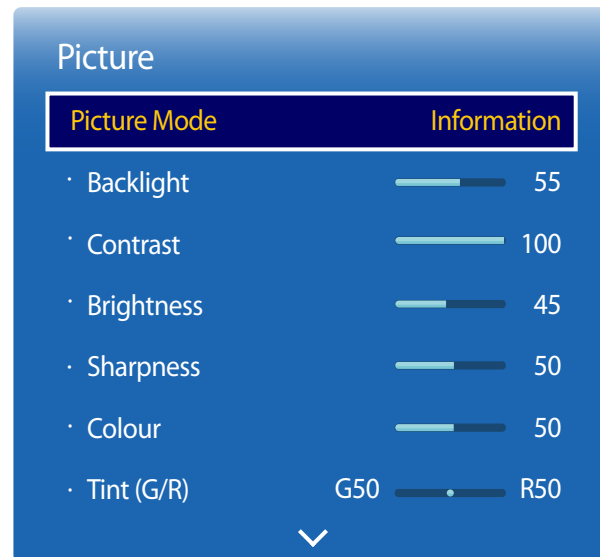 Picture
Picture Mode Information
· Backlight 55
· Contrast 100
· Brightness 45
· Sharpness 50
· Colour 50
· Tint (G/R) G50 R50